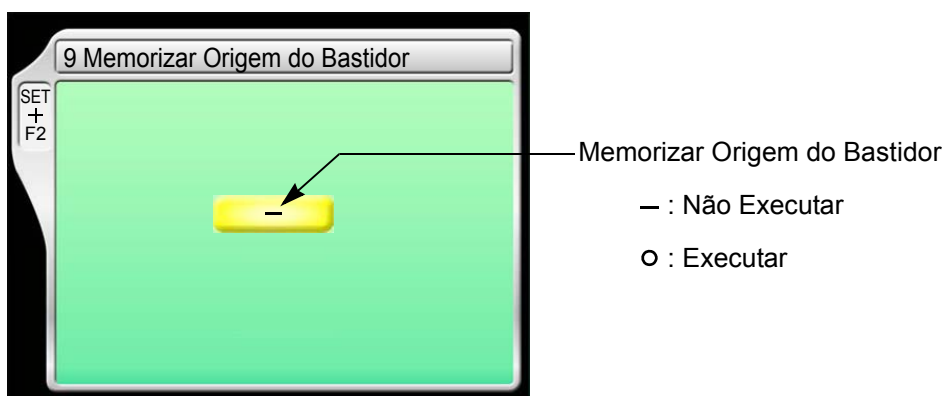 9 Memorizar Origem do Bastidor
SET
+
F2
–
Memorizar Origem do Bastidor
– : Não Executar
O : Executar